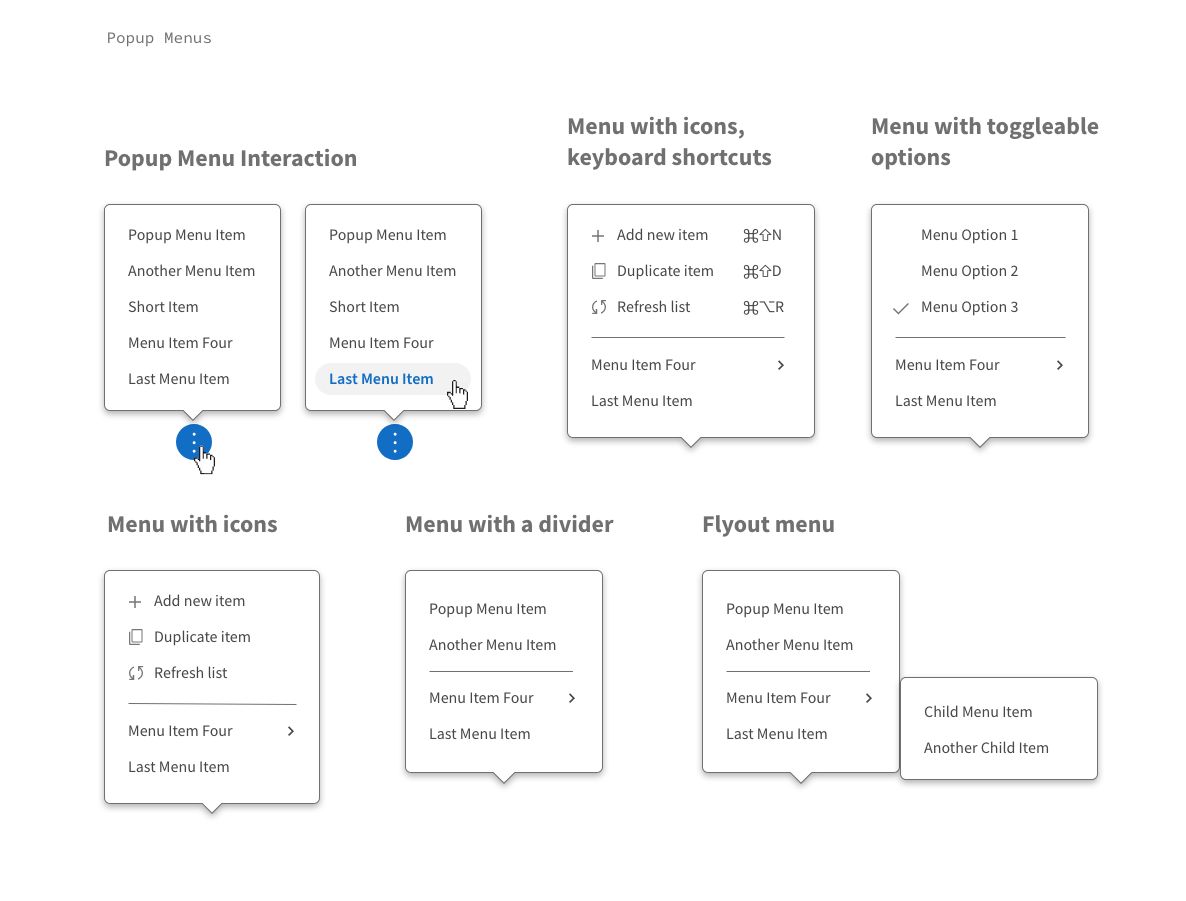 Popup Menus
Popup Menu Interaction
Popup Menu Item
Another Menu Item
Short Item
Menu Item Four
Last Menu Item
Popup Menu Item
Another Menu Item
Short Item
Menu Item Four
Last Menu Item
Menu with icons,
keyboard shortcuts
Add new item ⌘⇧N
Duplicate item ⌘⇧D
Refresh list ⌘⌥R
Menu Item Four
Last Menu Item
Menu with toggleable
options
Menu Option 1
Menu Option 2
Menu Option 3
Menu Item Four
Last Menu Item
Menu with icons
Add new item
Duplicate item
Refresh list
Menu Item Four
Last Menu Item
Menu with a divider
Popup Menu Item
Another Menu Item
Menu Item Four
Last Menu Item
Flyout menu
Popup Menu Item
Another Menu Item
Menu Item Four
Last Menu Item
Child Menu Item
Another Child Item